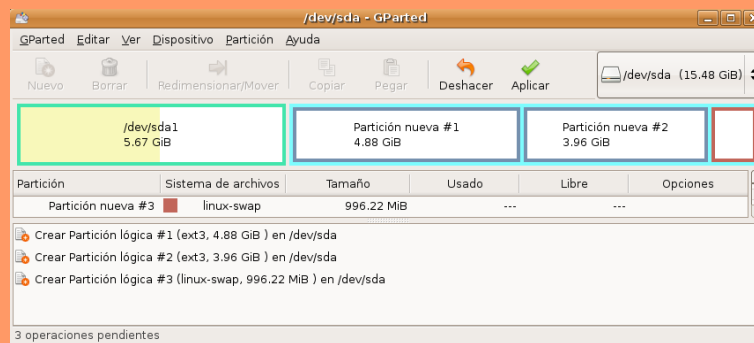 /dev/sda - GParted
GParted Editar Ver Dispositivo Partición Ayuda
Nuevo Borrar Redimensionar/Mover Copiar Pegar Deshacer Aplicar /dev/sda (15.48 GiB)
/dev/sda1 Partición nueva #1 Partición nueva #2
5.67 GiB 4.88 GiB 3.96 GiB
Partición Sistema de archivos Tamaño Usado Libre Opciones
Partición nueva #3 linux-swap 996.22 MiB --- ---
Crear Partición lógica #1 (ext3, 4.88 GiB ) en /dev/sda
Crear Partición lógica #2 (ext3, 3.96 GiB ) en /dev/sda
Crear Partición lógica #3 (linux-swap, 996.22 MiB ) en /dev/sda
3 operaciones pendientes